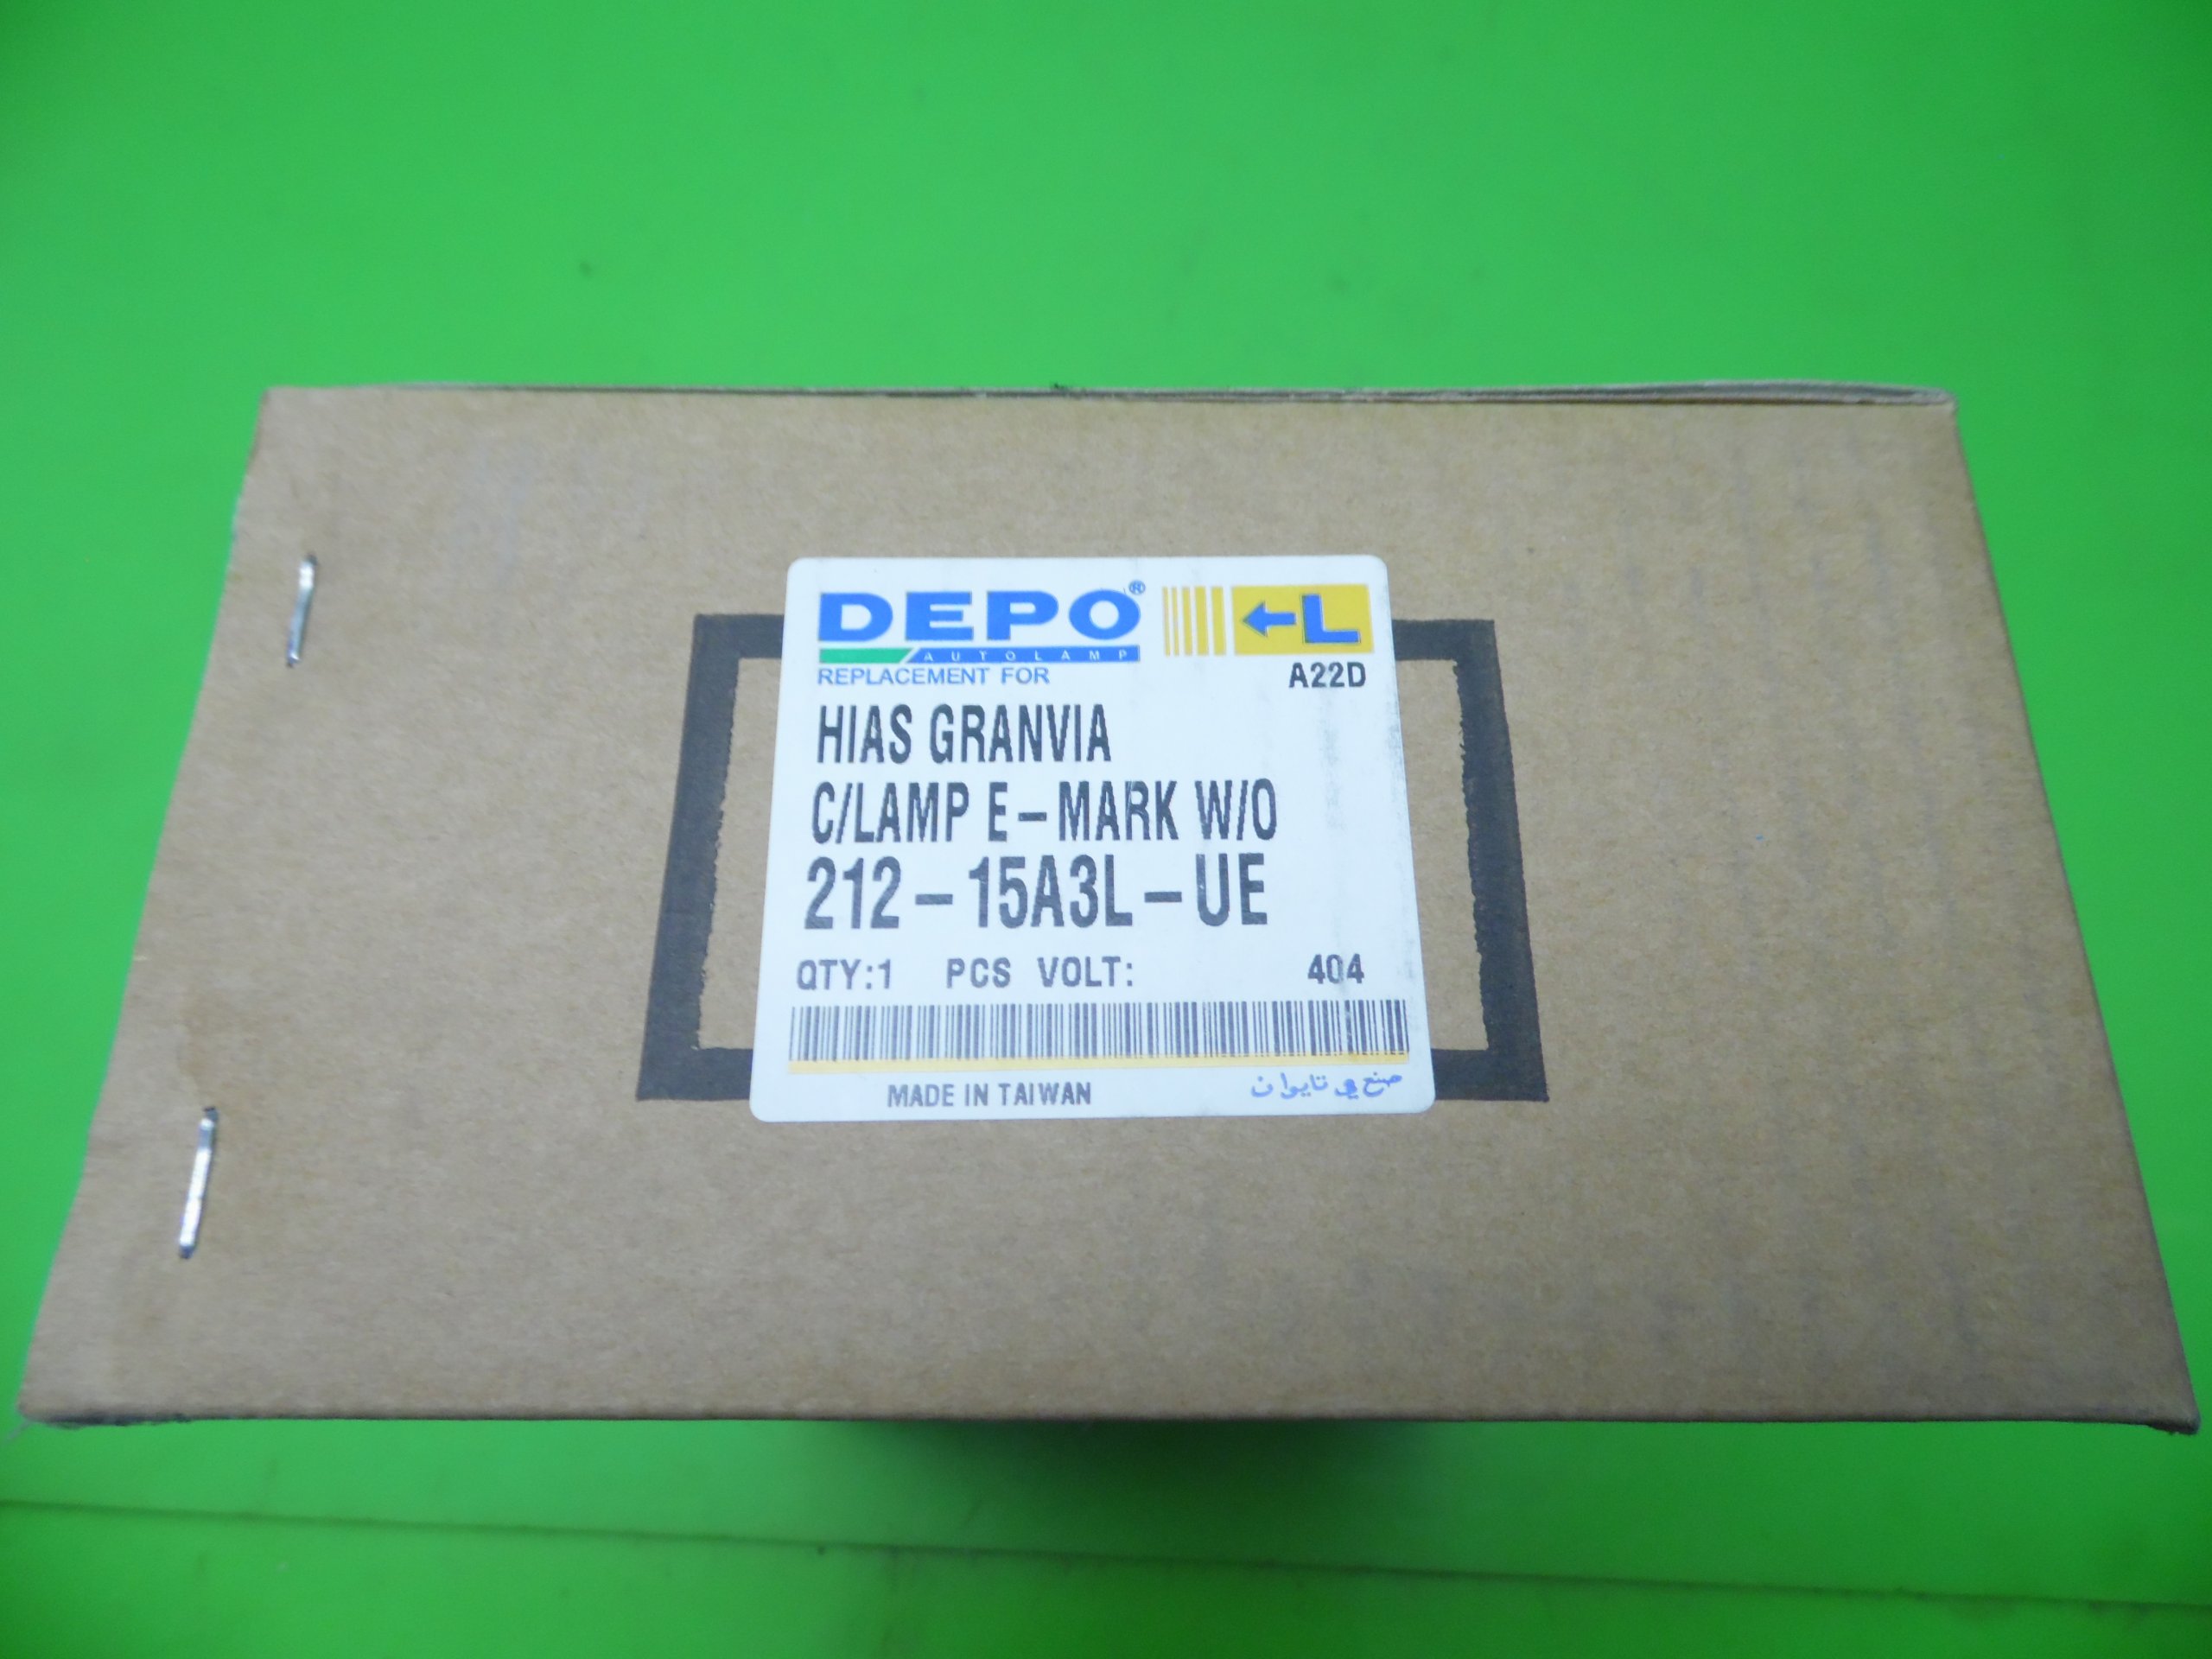 DEPO® ←L
AUTOLAMP
REPLACEMENT FOR A22D
HIAS GRANVIA
C/LAMP E-MARK W/O
212-15A3L-UE
QTY:1 PCS VOLT: 404
MADE IN TAIWAN صنع في تايوان